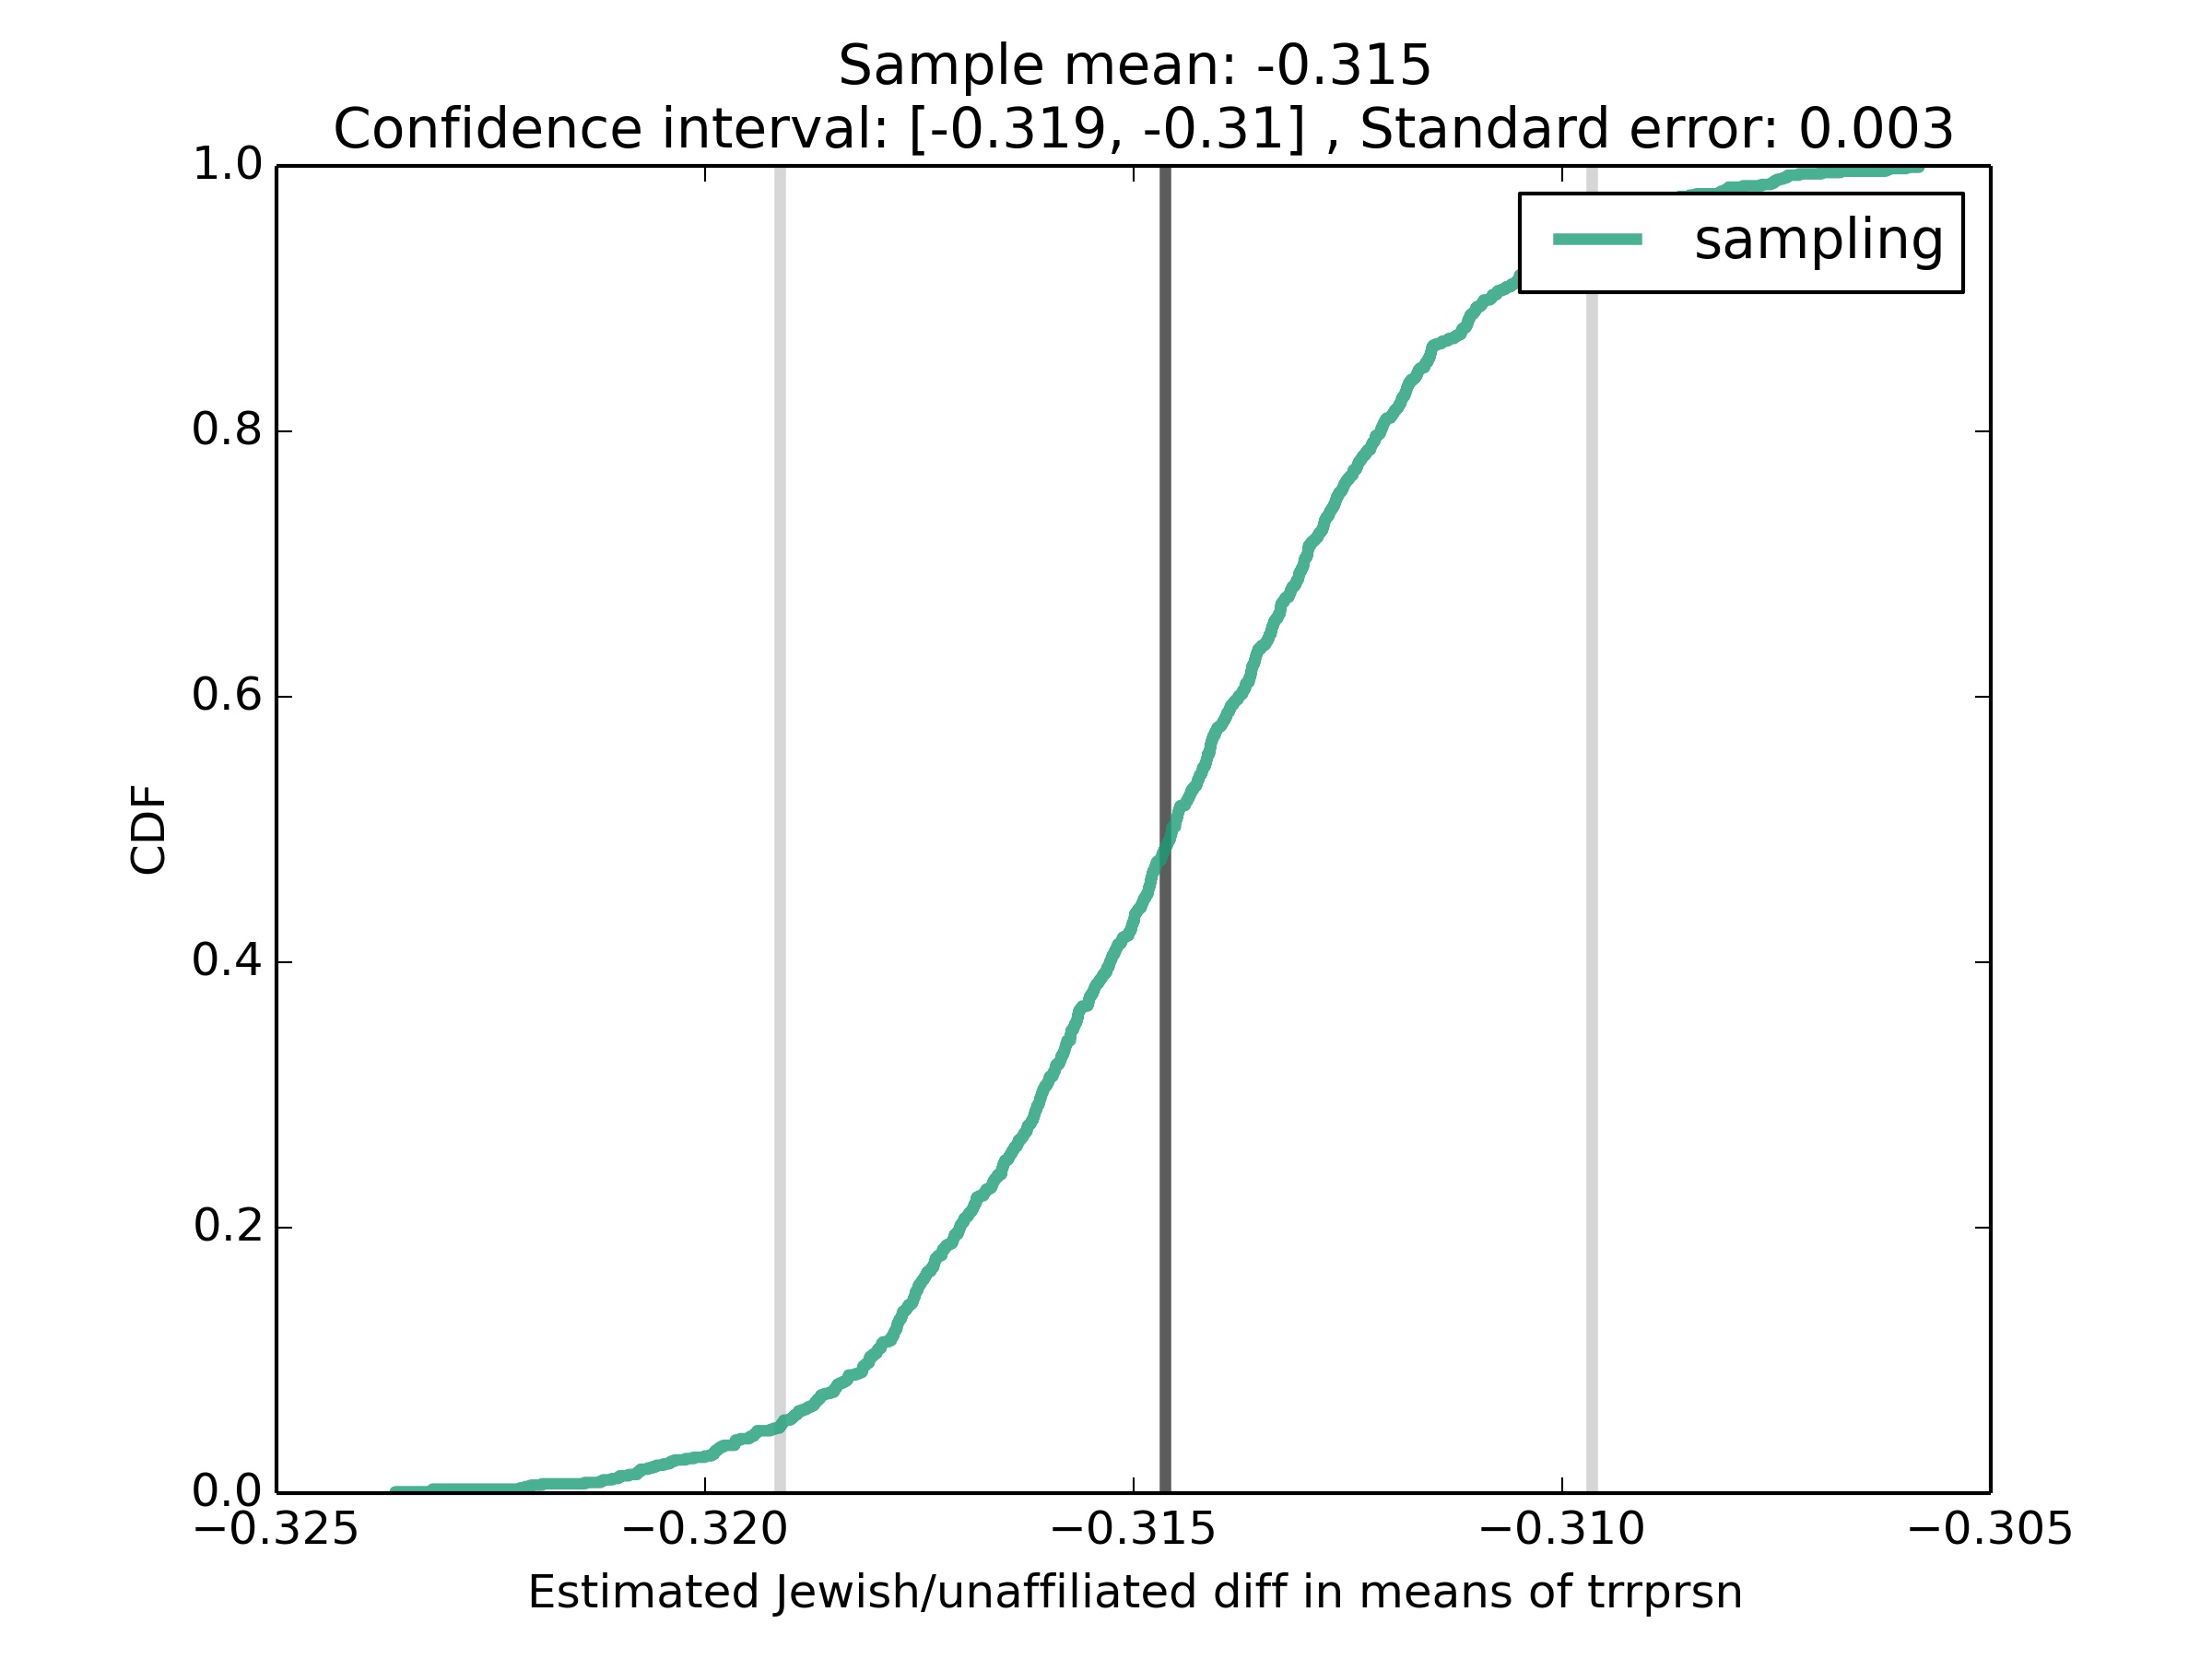 Sample mean: -0.315
Confidence interval: [-0.319, -0.31] , Standard error: 0.003
1.0
0.8
0.6
0.4
0.2
0.0
CDF
sampling
−0.325 −0.320 −0.315 −0.310 −0.305
Estimated Jewish/unaffiliated diff in means of trrprsn